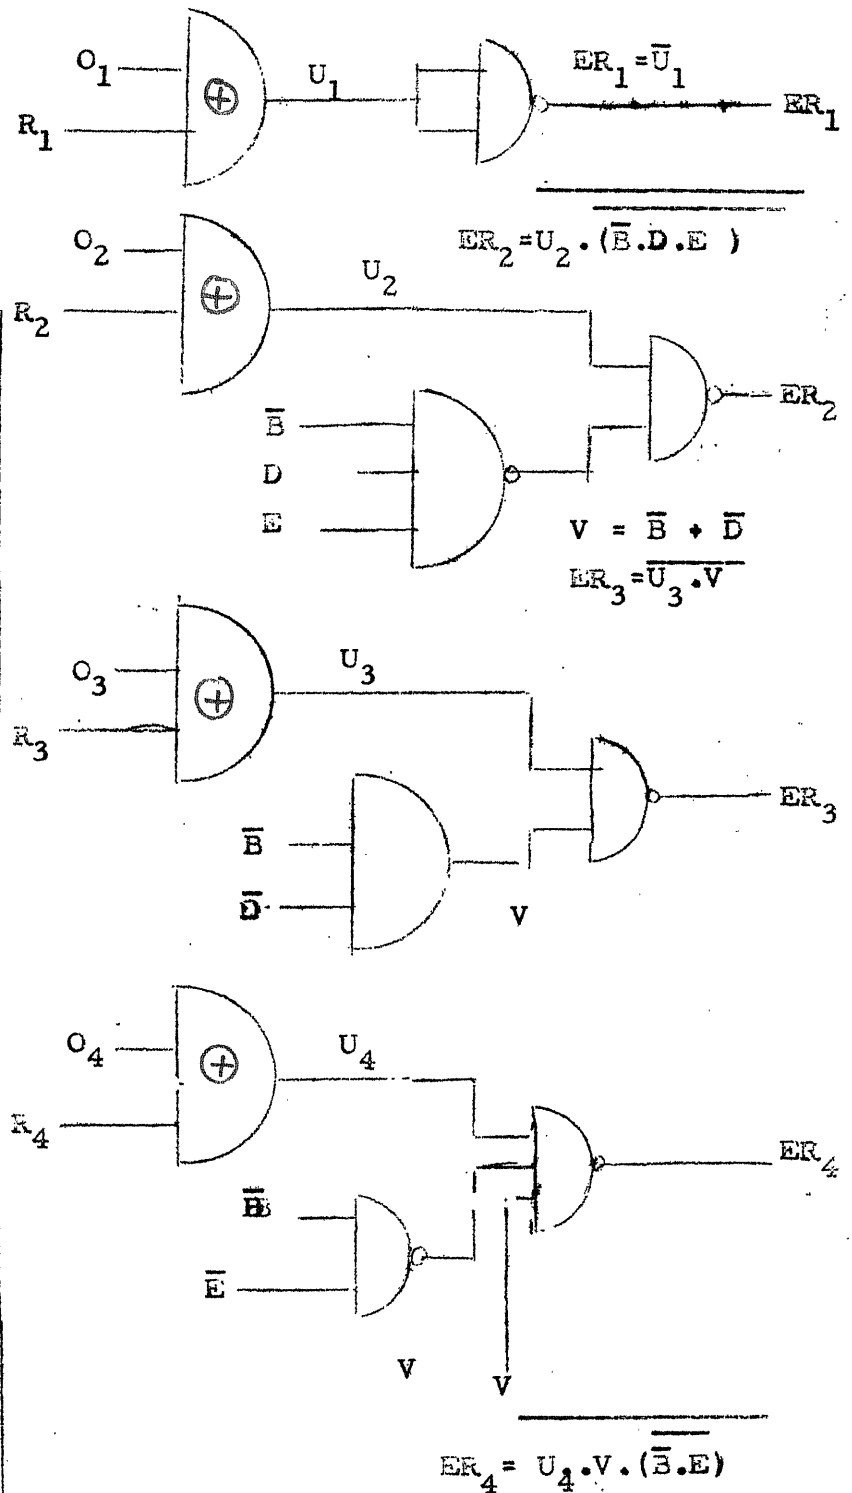 O₁
U₁
ER₁=U̅₁
ER₁
R₁
ER₂=U₂.(B̅.D.E )
O₂
U₂
R₂
ER₂
B̅
D
E
V = B̅ + D̅
ER₃=U₃.V
O₃
U₃
R₃
ER₃
B̅
D̅
V
O₄
U₄
R₄
ER₄
B̅
E̅
V
V
ER₄= U₄.V.(B̅.E)